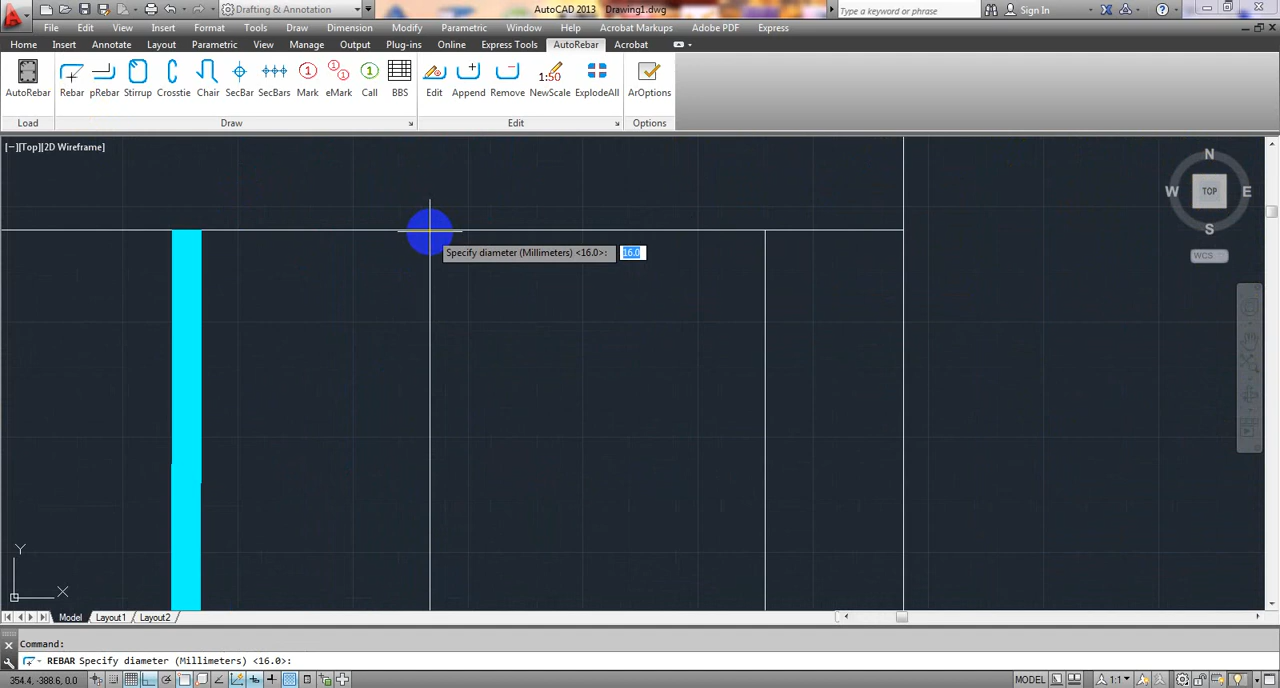 Drafting & Annotation AutoCAD 2013 Drawing1.dwg Type a keyword or phrase Sign In
File Edit View Insert Format Tools Draw Dimension Modify Parametric Window Help Acrobat Markups Adobe PDF Express
Home Insert Annotate Layout Parametric View Manage Output Plug-ins Online Express Tools AutoRebar Acrobat
1 1 1 1 1:50
AutoRebar Rebar pRebar Stirrup Crosstie Chair SecBar SecBars Mark eMark Call BBS Edit Append Remove NewScale ExplodeAll ArOptions
Load Draw Edit Options
[−][Top][2D Wireframe]
N
W TOP E
S
WCS
Specify diameter (Millimeters) <16.0>: 16.0
Y
X
Model Layout1 Layout2
Command:
REBAR Specify diameter (Millimeters) <16.0>:
354.4, -388.6, 0.0 MODEL 1:1